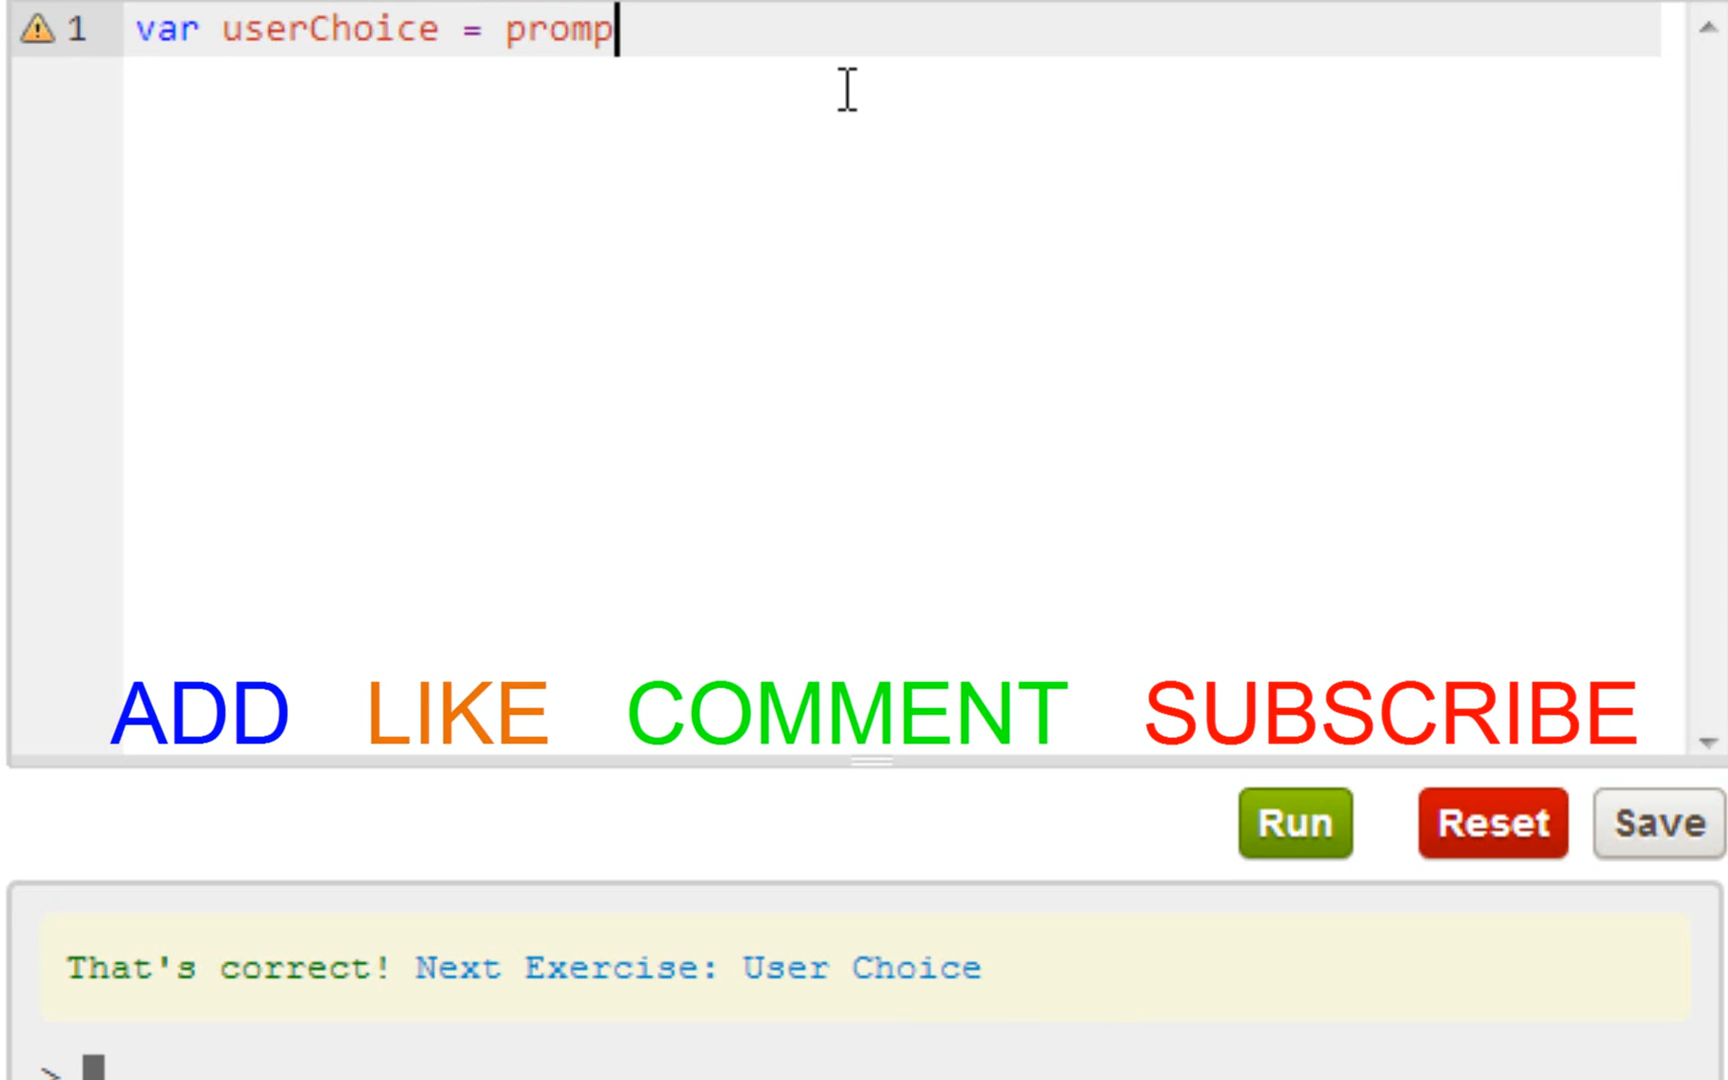 1 var userChoice = promp
ADD LIKE COMMENT SUBSCRIBE
Run Reset Save
That's correct! Next Exercise: User Choice
>